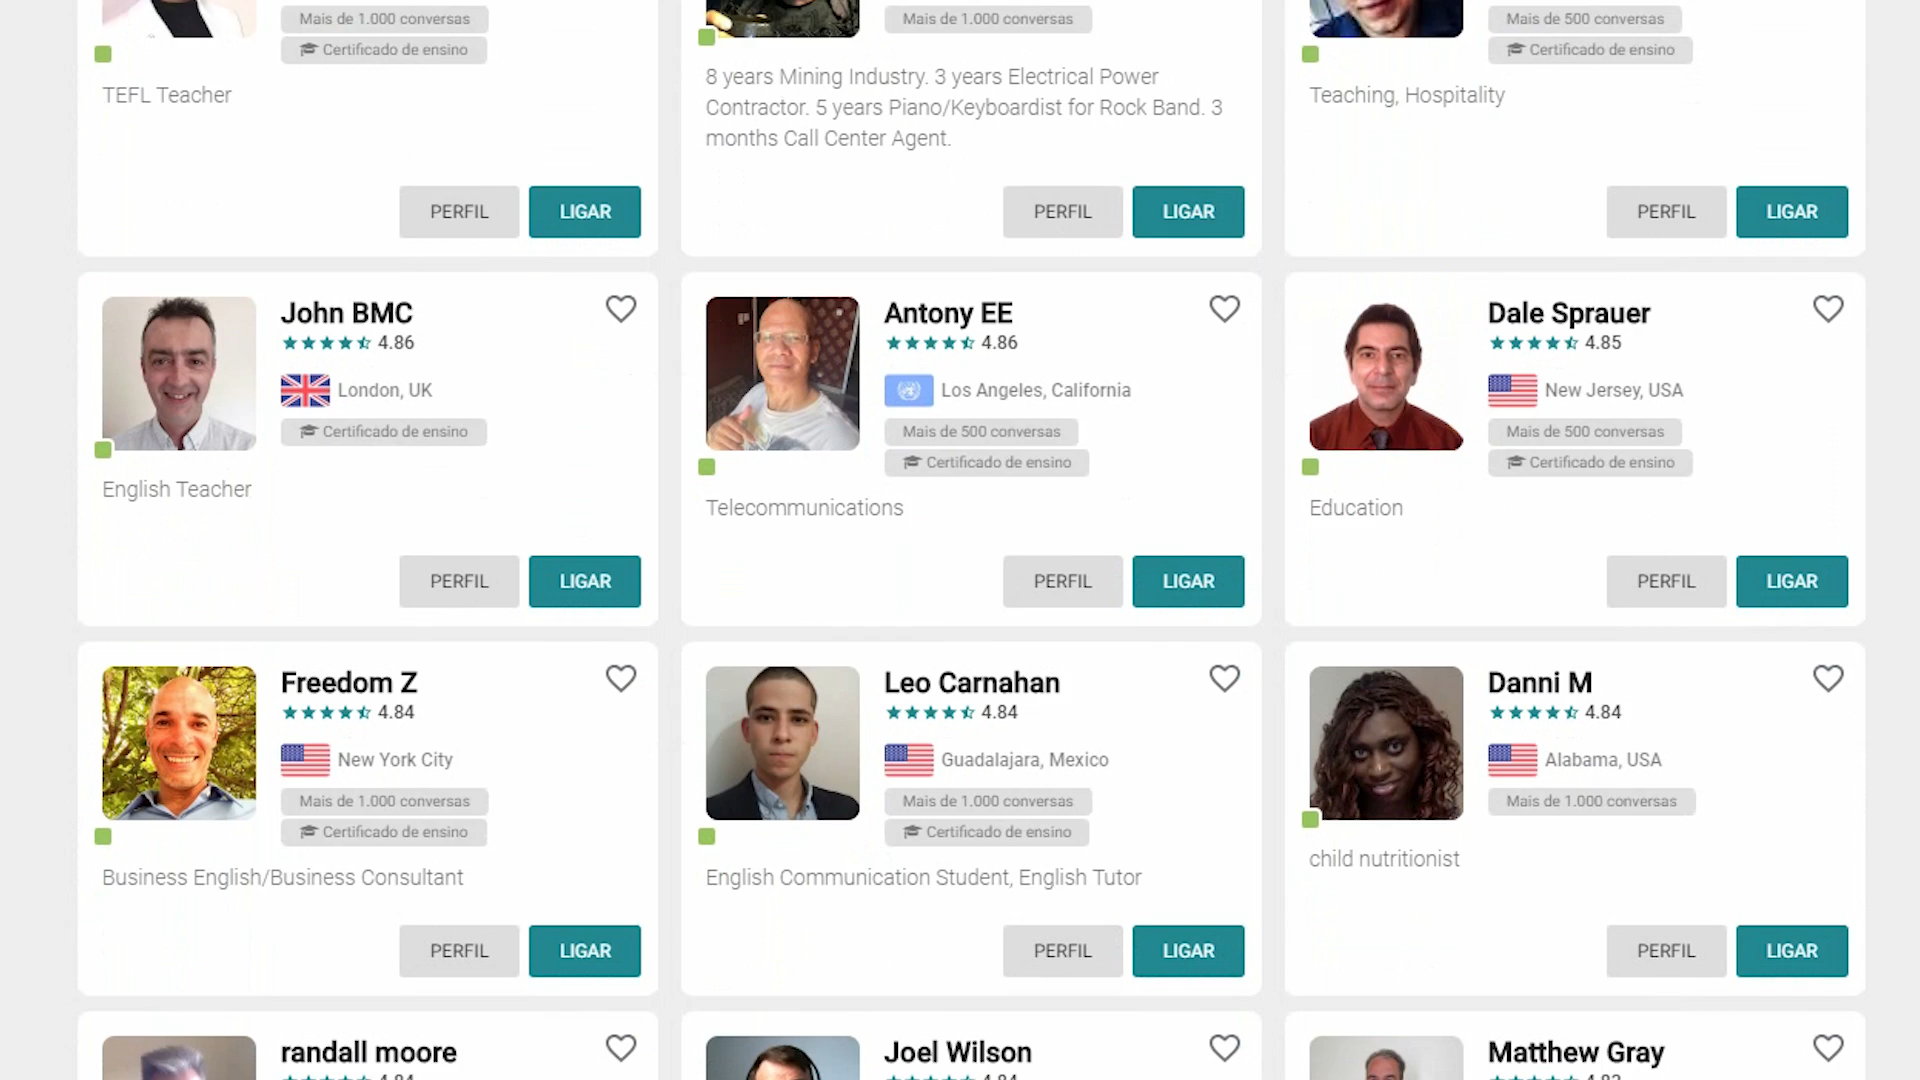 Mais de 1.000 conversas
Certificado de ensino
TEFL Teacher
PERFIL
LIGAR
Mais de 1.000 conversas
8 years Mining Industry. 3 years Electrical Power
Contractor. 5 years Piano/Keyboardist for Rock Band. 3
months Call Center Agent.
PERFIL
LIGAR
Mais de 500 conversas
Certificado de ensino
Teaching, Hospitality
PERFIL
LIGAR
John BMC
4.86
London, UK
Certificado de ensino
English Teacher
PERFIL
LIGAR
Antony EE
4.86
Los Angeles, California
Mais de 500 conversas
Certificado de ensino
Telecommunications
PERFIL
LIGAR
Dale Sprauer
4.85
New Jersey, USA
Mais de 500 conversas
Certificado de ensino
Education
PERFIL
LIGAR
Freedom Z
4.84
New York City
Mais de 1.000 conversas
Certificado de ensino
Business English/Business Consultant
PERFIL
LIGAR
Leo Carnahan
4.84
Guadalajara, Mexico
Mais de 1.000 conversas
Certificado de ensino
English Communication Student, English Tutor
PERFIL
LIGAR
Danni M
4.84
Alabama, USA
Mais de 1.000 conversas
child nutritionist
PERFIL
LIGAR
randall moore
Joel Wilson
Matthew Gray